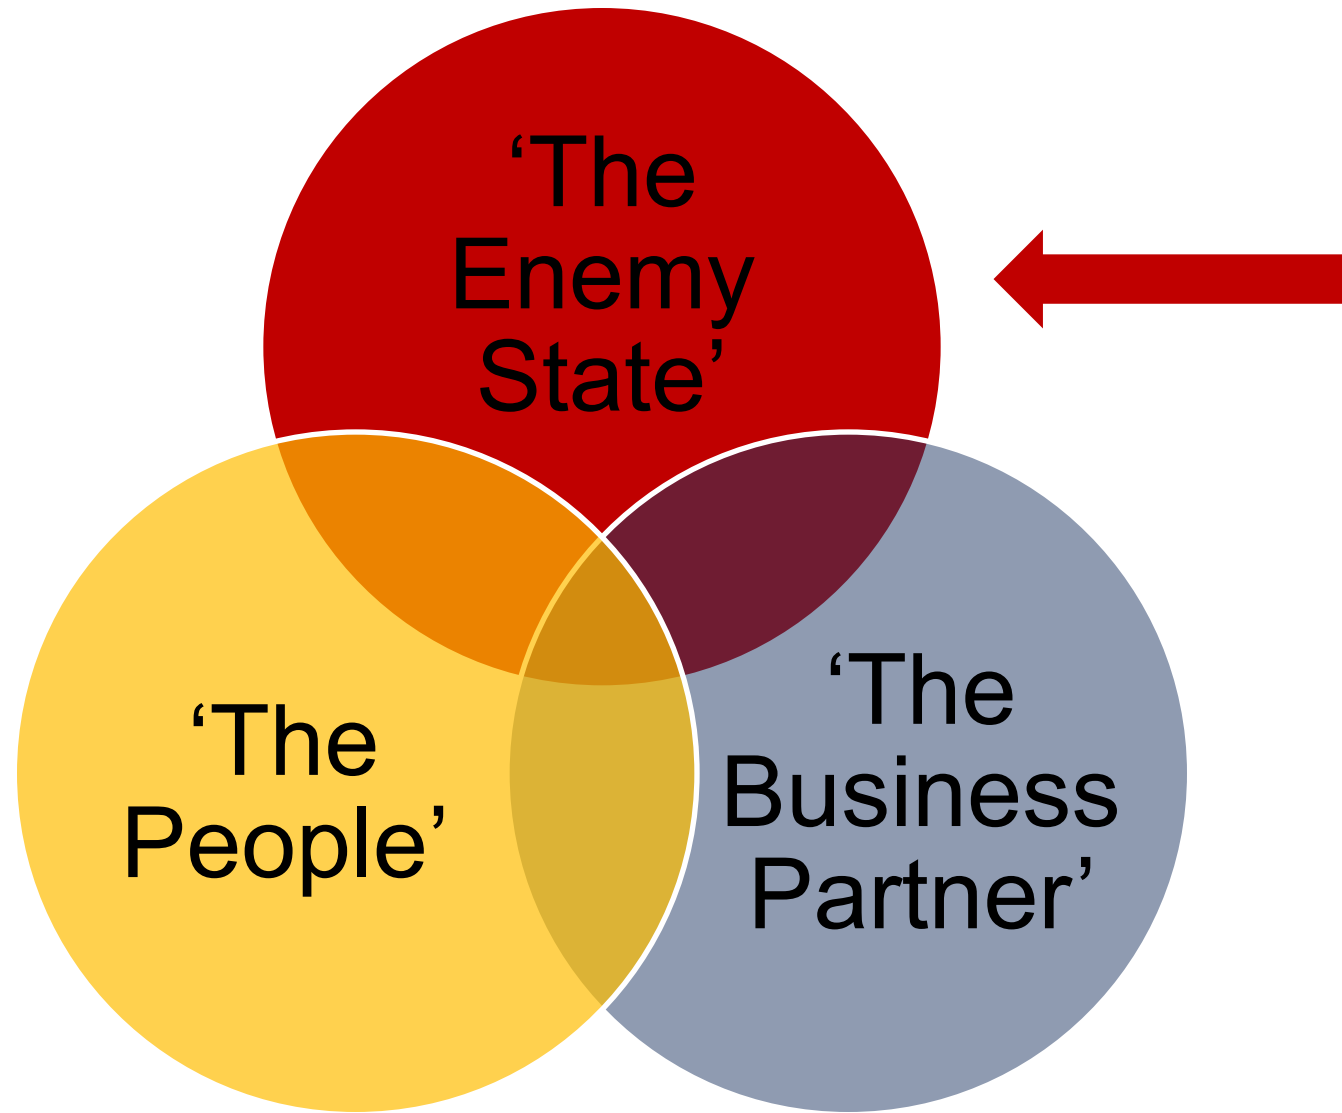 ‘The
Enemy
State’
‘The
People’
‘The
Business
Partner’